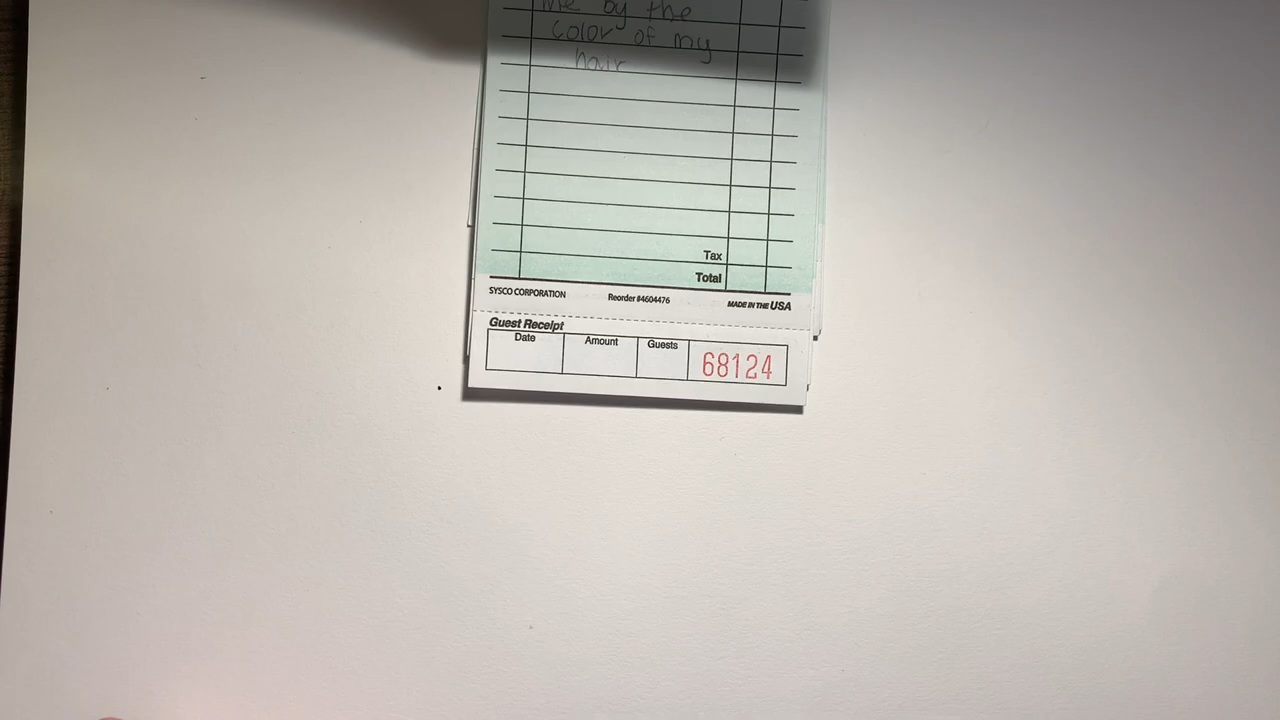 me by the
color of my
hair
Tax
Total
SYSCO CORPORATION Reorder #4604476 MADE IN THE USA
Guest Receipt
Date Amount Guests 68124